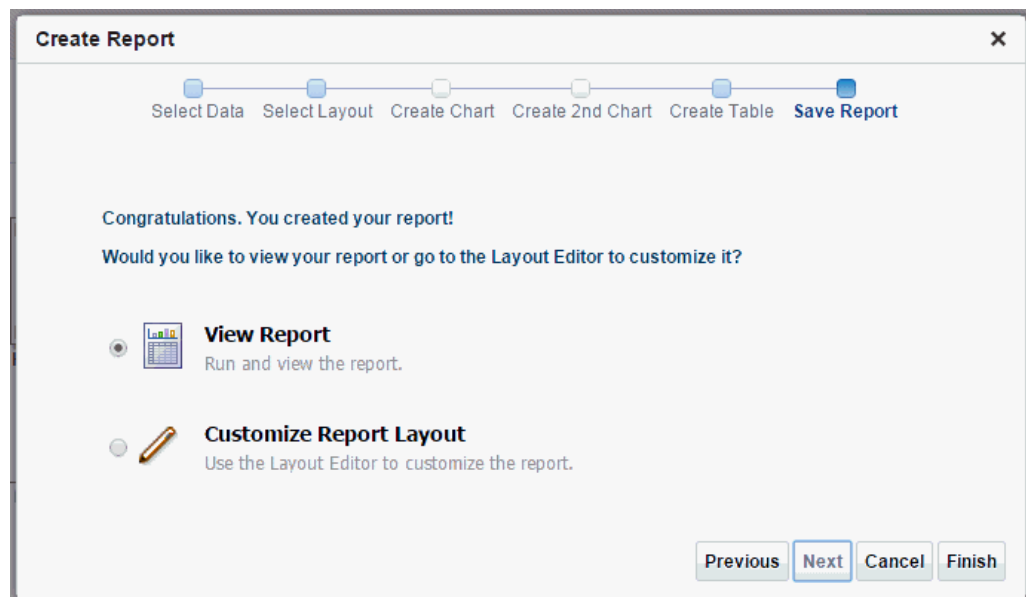 Create Report
Select Data Select Layout Create Chart Create 2nd Chart Create Table Save Report
Congratulations. You created your report!
Would you like to view your report or go to the Layout Editor to customize it?
View Report
Run and view the report.
Customize Report Layout
Use the Layout Editor to customize the report.
Previous Next Cancel Finish